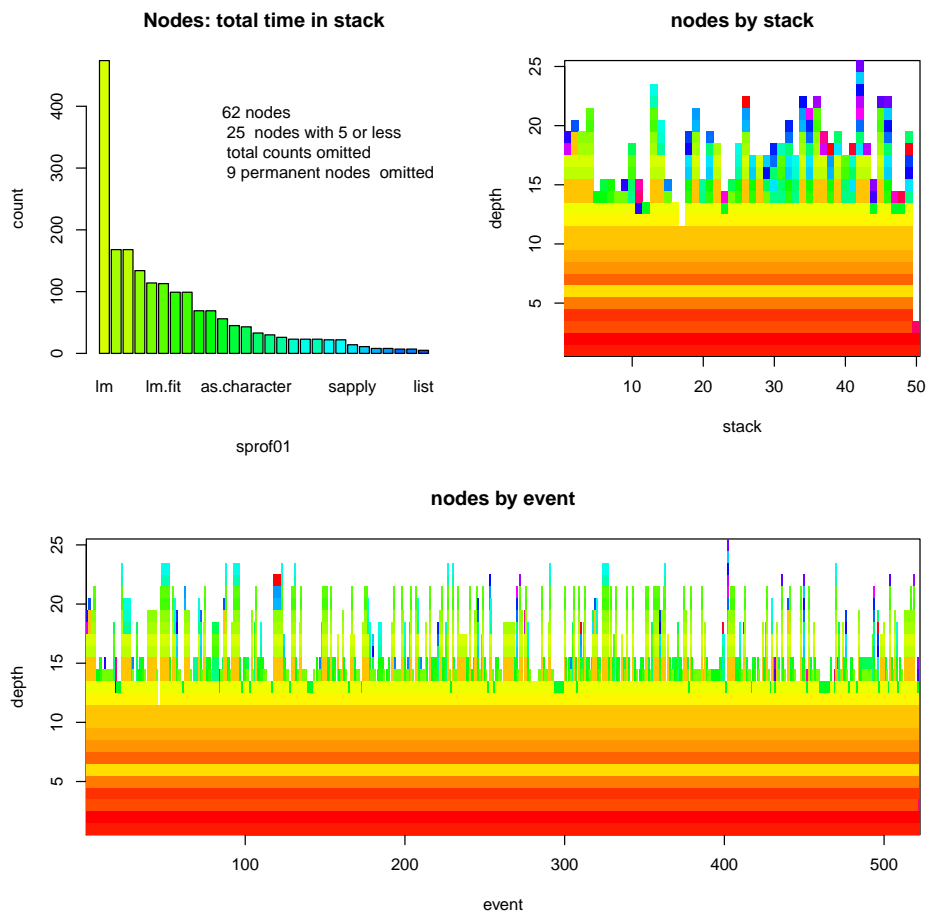 Nodes: total time in stack
count
0
100
200
300
400
62 nodes
25 nodes with 5 or less
total counts omitted
9 permanent nodes omitted
lm
lm.fit
as.character
sapply
list
sprof01
nodes by stack
depth
5
10
15
20
25
10
20
30
40
50
stack
nodes by event
depth
5
10
15
20
25
100
200
300
400
500
event